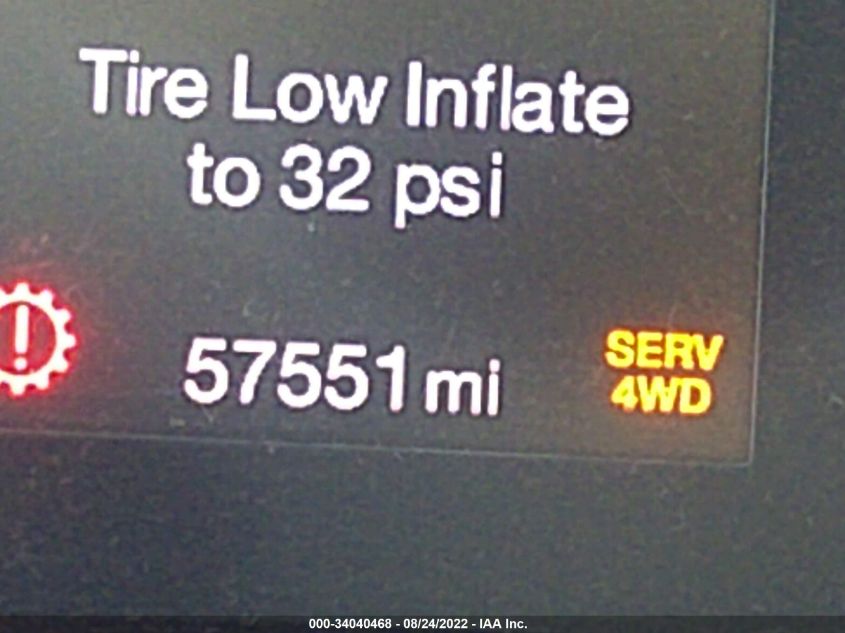 Tire Low Inflate
to 32 psi
57551 mi
SERV
4WD
000-34040468 - 08/24/2022 - IAA Inc.